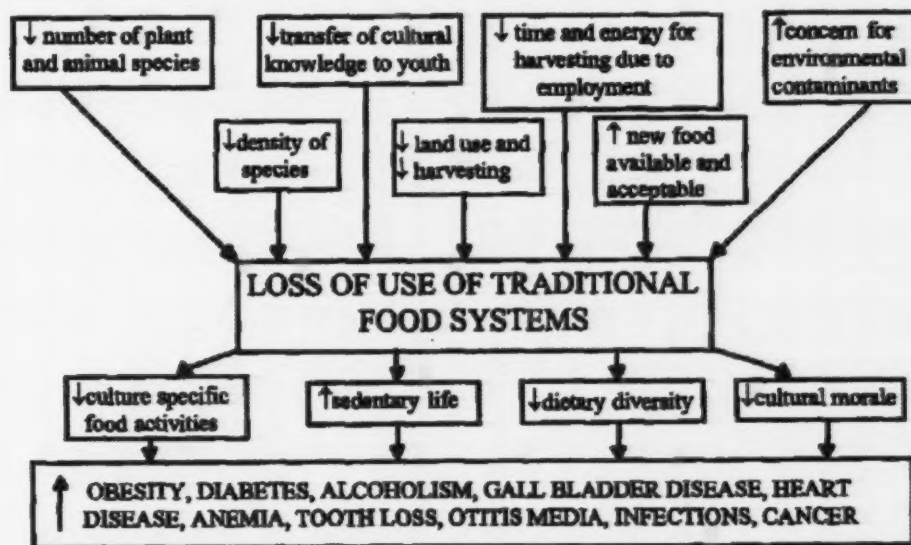 ↓ number of plant
and animal species
↓transfer of cultural
knowledge to youth
↓ time and energy for
harvesting due to
employment
↑concern for
environmental
contaminants
↓density of
species
↓ land use and
↓ harvesting
↑ new food
available and
acceptable
LOSS OF USE OF TRADITIONAL
FOOD SYSTEMS
↓culture specific
food activities
↑sedentary life
↓dietary diversity
↓cultural morale
↑ OBESITY, DIABETES, ALCOHOLISM, GALL BLADDER DISEASE, HEART
DISEASE, ANEMIA, TOOTH LOSS, OTITIS MEDIA, INFECTIONS, CANCER